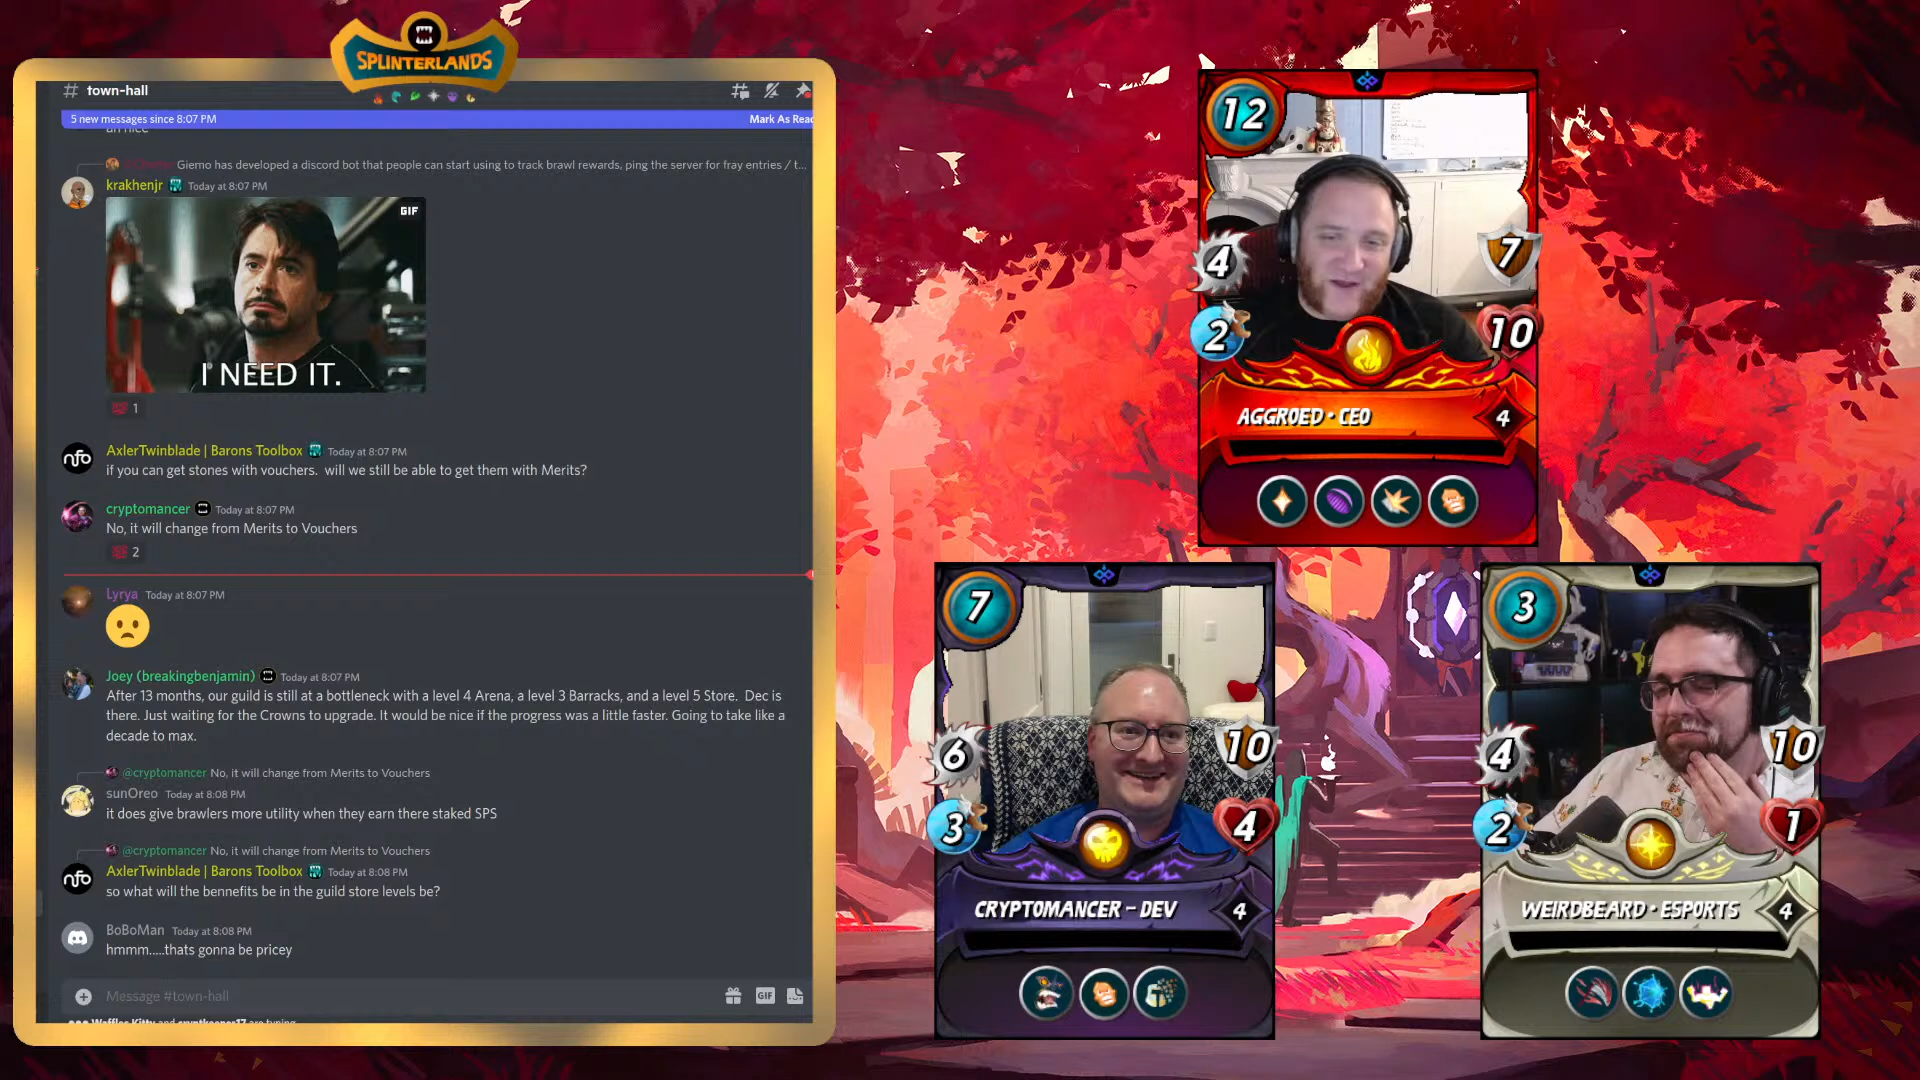 SPLINTERLANDS
# town-hall
5 new messages since 8:07 PM
Mark As Read
an nice
Giemo has developed a discord bot that people can start using to track brawl rewards, ping the server for fray entries / t...
krakhenjr Today at 8:07 PM
GIF
I NEED IT.
1
AxlerTwinblade | Barons Toolbox Today at 8:07 PM
nfo
if you can get stones with vouchers. will we still be able to get them with Merits?
cryptomancer Today at 8:07 PM
No, it will change from Merits to Vouchers
2
Lyrya Today at 8:07 PM
Joey (breakingbenjamin) Today at 8:07 PM
After 13 months, our guild is still at a bottleneck with a level 4 Arena, a level 3 Barracks, and a level 5 Store. Dec is
there. Just waiting for the Crowns to upgrade. It would be nice if the progress was a little faster. Going to take like a
decade to max.
@cryptomancer No, it will change from Merits to Vouchers
sunOreo Today at 8:08 PM
it does give brawlers more utility when they earn there staked SPS
@cryptomancer No, it will change from Merits to Vouchers
AxlerTwinblade | Barons Toolbox Today at 8:08 PM
nfo
so what will the bennefits be in the guild store levels be?
BoBoMan Today at 8:08 PM
hmmm.....thats gonna be pricey
Message #town-hall
GIF
Waffles Kitty and cryptkeeper17 are typing
12
4
7
2
10
AGGROED • CEO
4
7
6
10
3
4
CRYPTOMANCER - DEV
4
3
4
10
2
1
WEIRDBEARD • ESPORTS
4